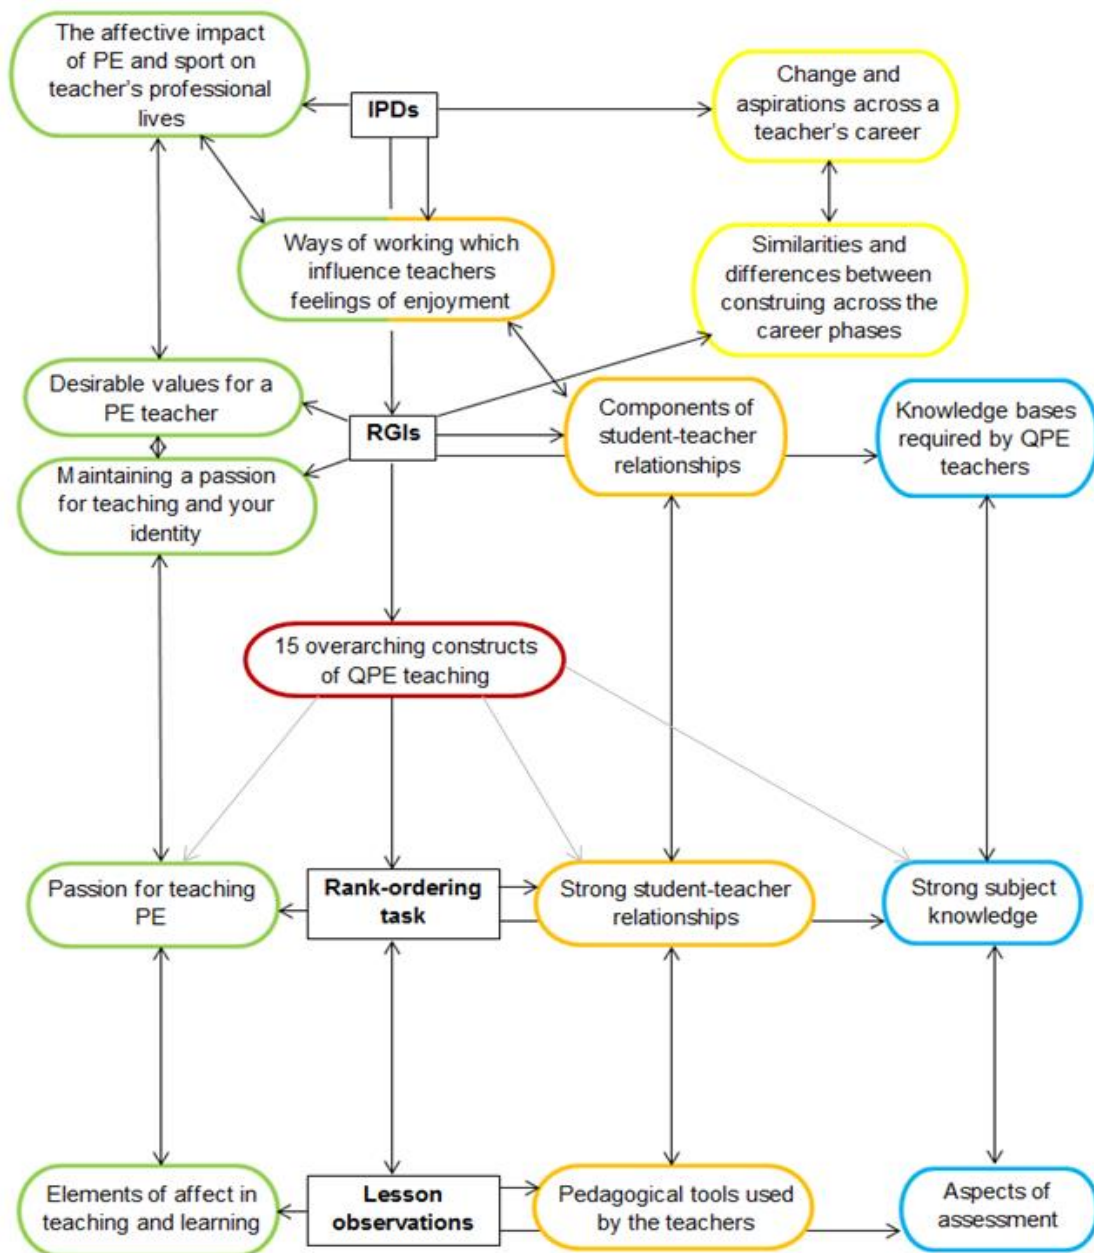 The affective impact
of PE and sport on
teacher's professional
lives
IPDs
Change and
aspirations across a
teacher's career
Ways of working which
influence teachers
feelings of enjoyment
Similarities and
differences between
construing across the
career phases
Desirable values for a
PE teacher
RGIs
Components of
student-teacher
relationships
Knowledge bases
required by QPE
teachers
Maintaining a passion
for teaching and your
identity
15 overarching constructs
of QPE teaching
Passion for teaching
PE
Rank-ordering
task
Strong student-teacher
relationships
Strong subject
knowledge
Elements of affect in
teaching and learning
Lesson
observations
Pedagogical tools used
by the teachers
Aspects of
assessment